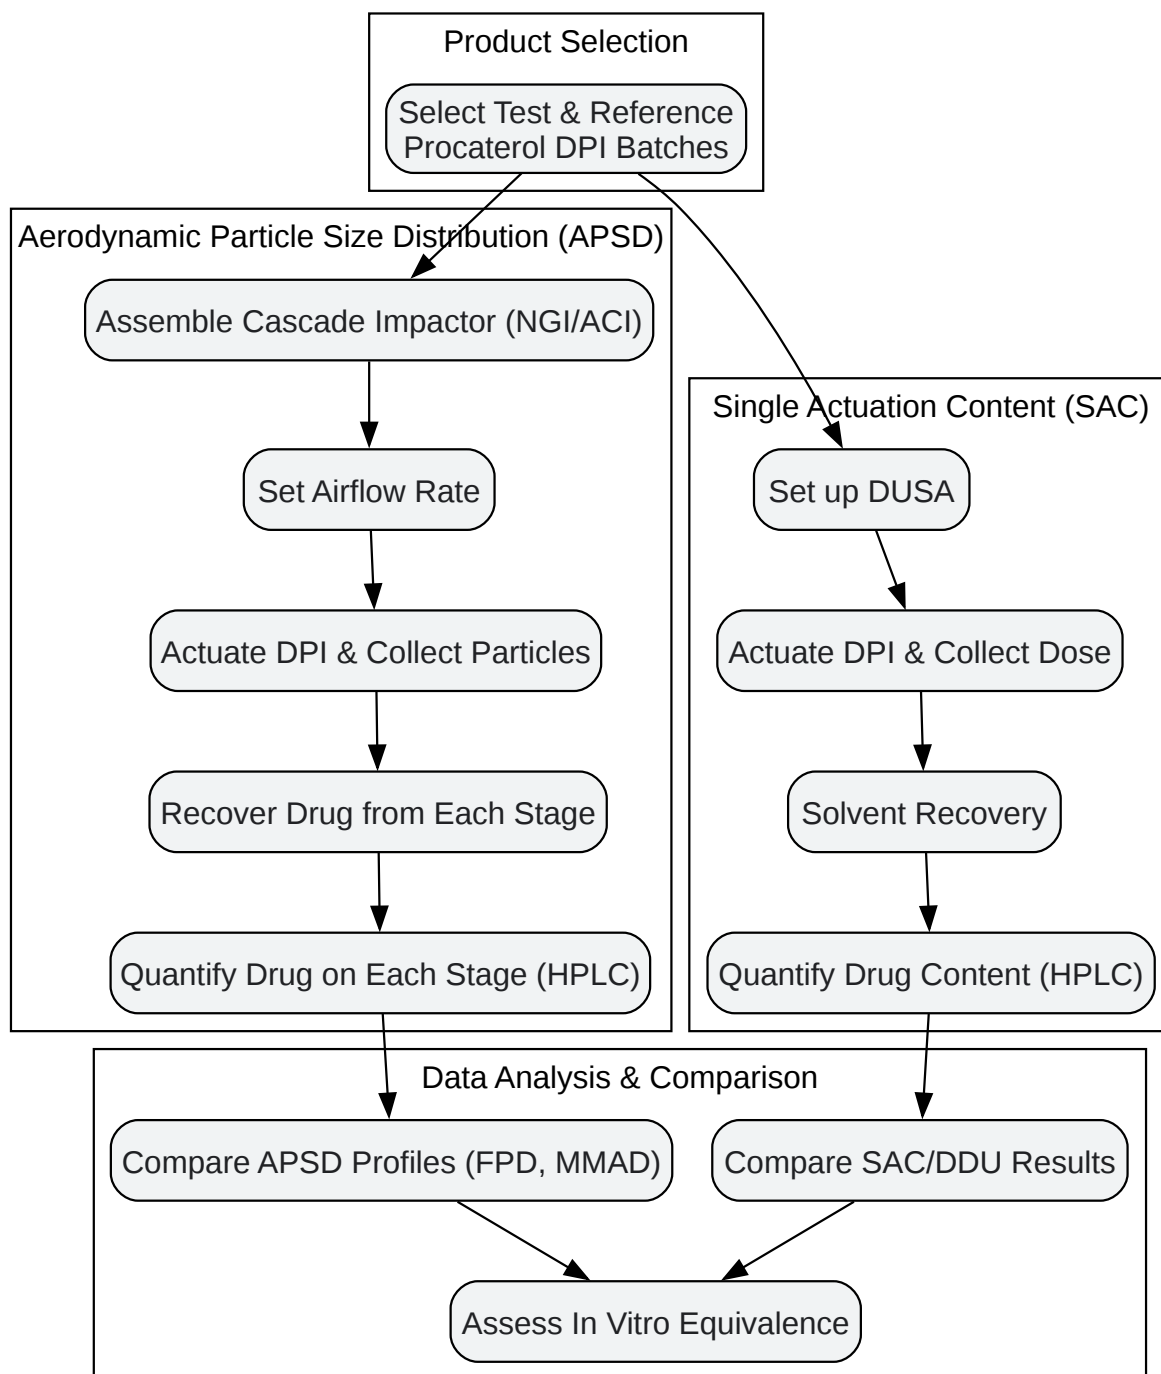 Product Selection
Select Test & Reference
Procaterol DPI Batches
Aerodynamic Particle Size Distribution (APSD)
Assemble Cascade Impactor (NGI/ACI)
Set Airflow Rate
Actuate DPI & Collect Particles
Recover Drug from Each Stage
Quantify Drug on Each Stage (HPLC)
Single Actuation Content (SAC)
Set up DUSA
Actuate DPI & Collect Dose
Solvent Recovery
Quantify Drug Content (HPLC)
Data Analysis & Comparison
Compare APSD Profiles (FPD, MMAD)
Compare SAC/DDU Results
Assess In Vitro Equivalence